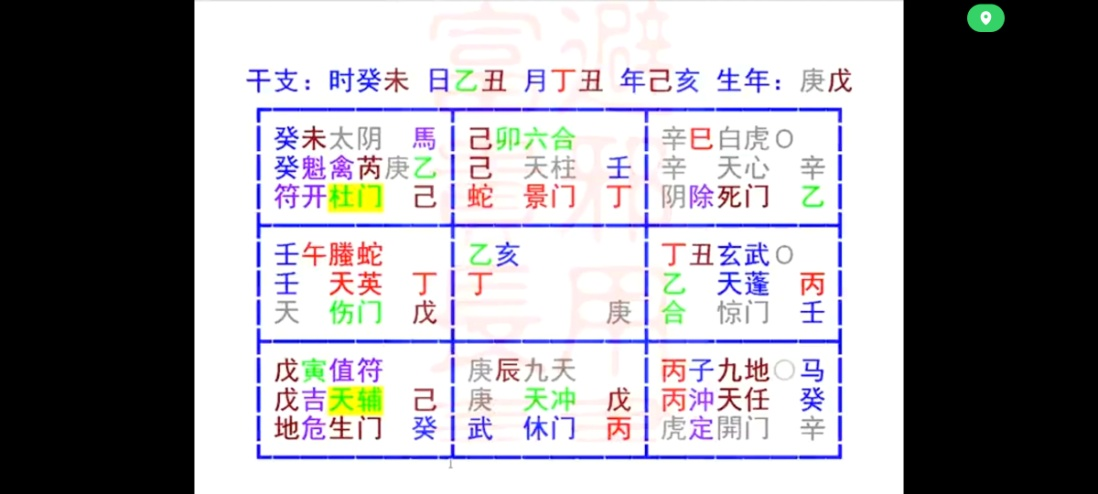 干支：时癸未 日乙丑 月丁丑 年己亥 生年：庚戊
癸未太阴 馬
癸魁禽芮庚乙
符开杜门 己
己卯六合
己 天柱 壬
蛇 景门 丁
辛巳白虎O
辛 天心 辛
阴除死门 乙
壬午螣蛇
壬 天英 丁
天 伤门 戊
乙亥
丁
庚
丁丑玄武O
乙 天蓬 丙
合 惊门 壬
戊寅值符
戊吉天辅 己
地危生门 癸
庚辰九天
庚 天冲 戊
武 休门 丙
丙子九地○马
丙沖天任 癸
虎定開门 辛